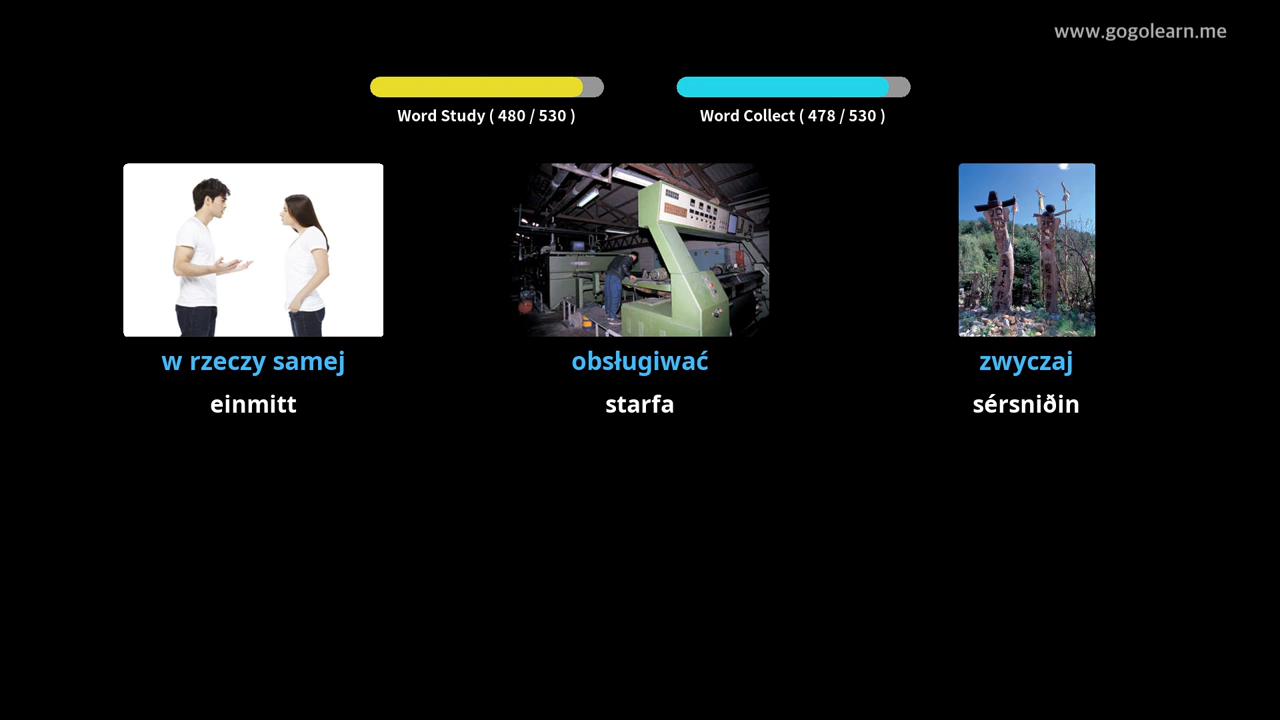 www.gogolearn.me
Word Study ( 480 / 530 )
Word Collect ( 478 / 530 )
w rzeczy samej
obsługiwać
zwyczaj
einmitt
starfa
sérsniðin